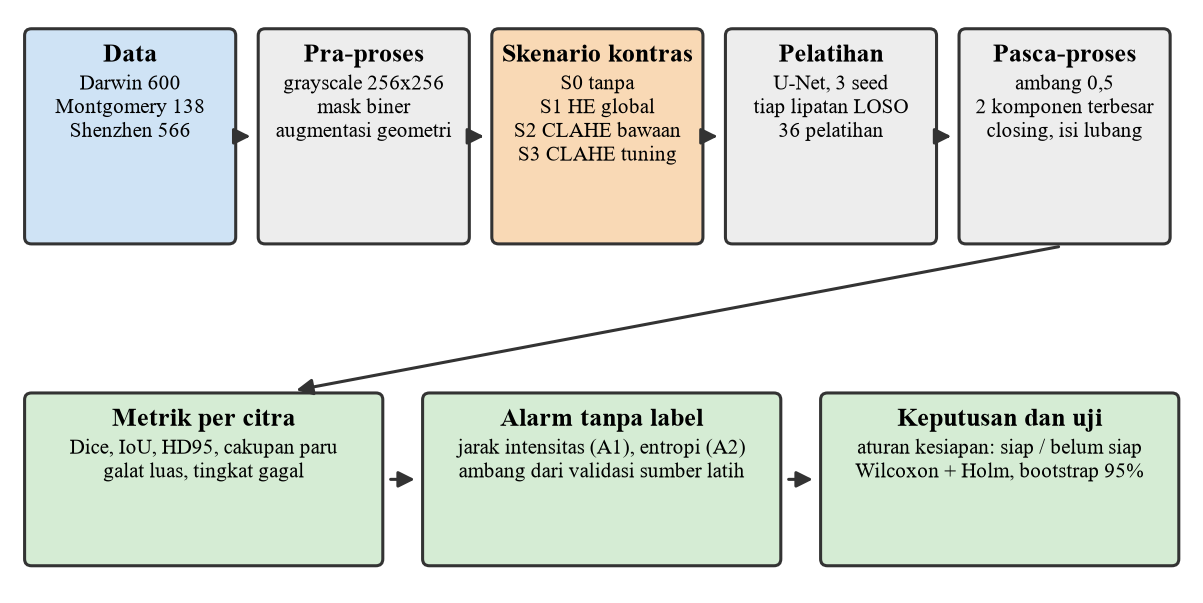 Data
Darwin 600
Montgomery 138
Shenzhen 566
Pra-proses
grayscale 256x256
mask biner
augmentasi geometri
Skenario kontras
S0 tanpa
S1 HE global
S2 CLAHE bawaan
S3 CLAHE tuning
Pelatihan
U-Net, 3 seed
tiap lipatan LOSO
36 pelatihan
Pasca-proses
ambang 0,5
2 komponen terbesar
closing, isi lubang
Metrik per citra
Dice, IoU, HD95, cakupan paru
galat luas, tingkat gagal
Alarm tanpa label
jarak intensitas (A1), entropi (A2)
ambang dari validasi sumber latih
Keputusan dan uji
aturan kesiapan: siap / belum siap
Wilcoxon + Holm, bootstrap 95%